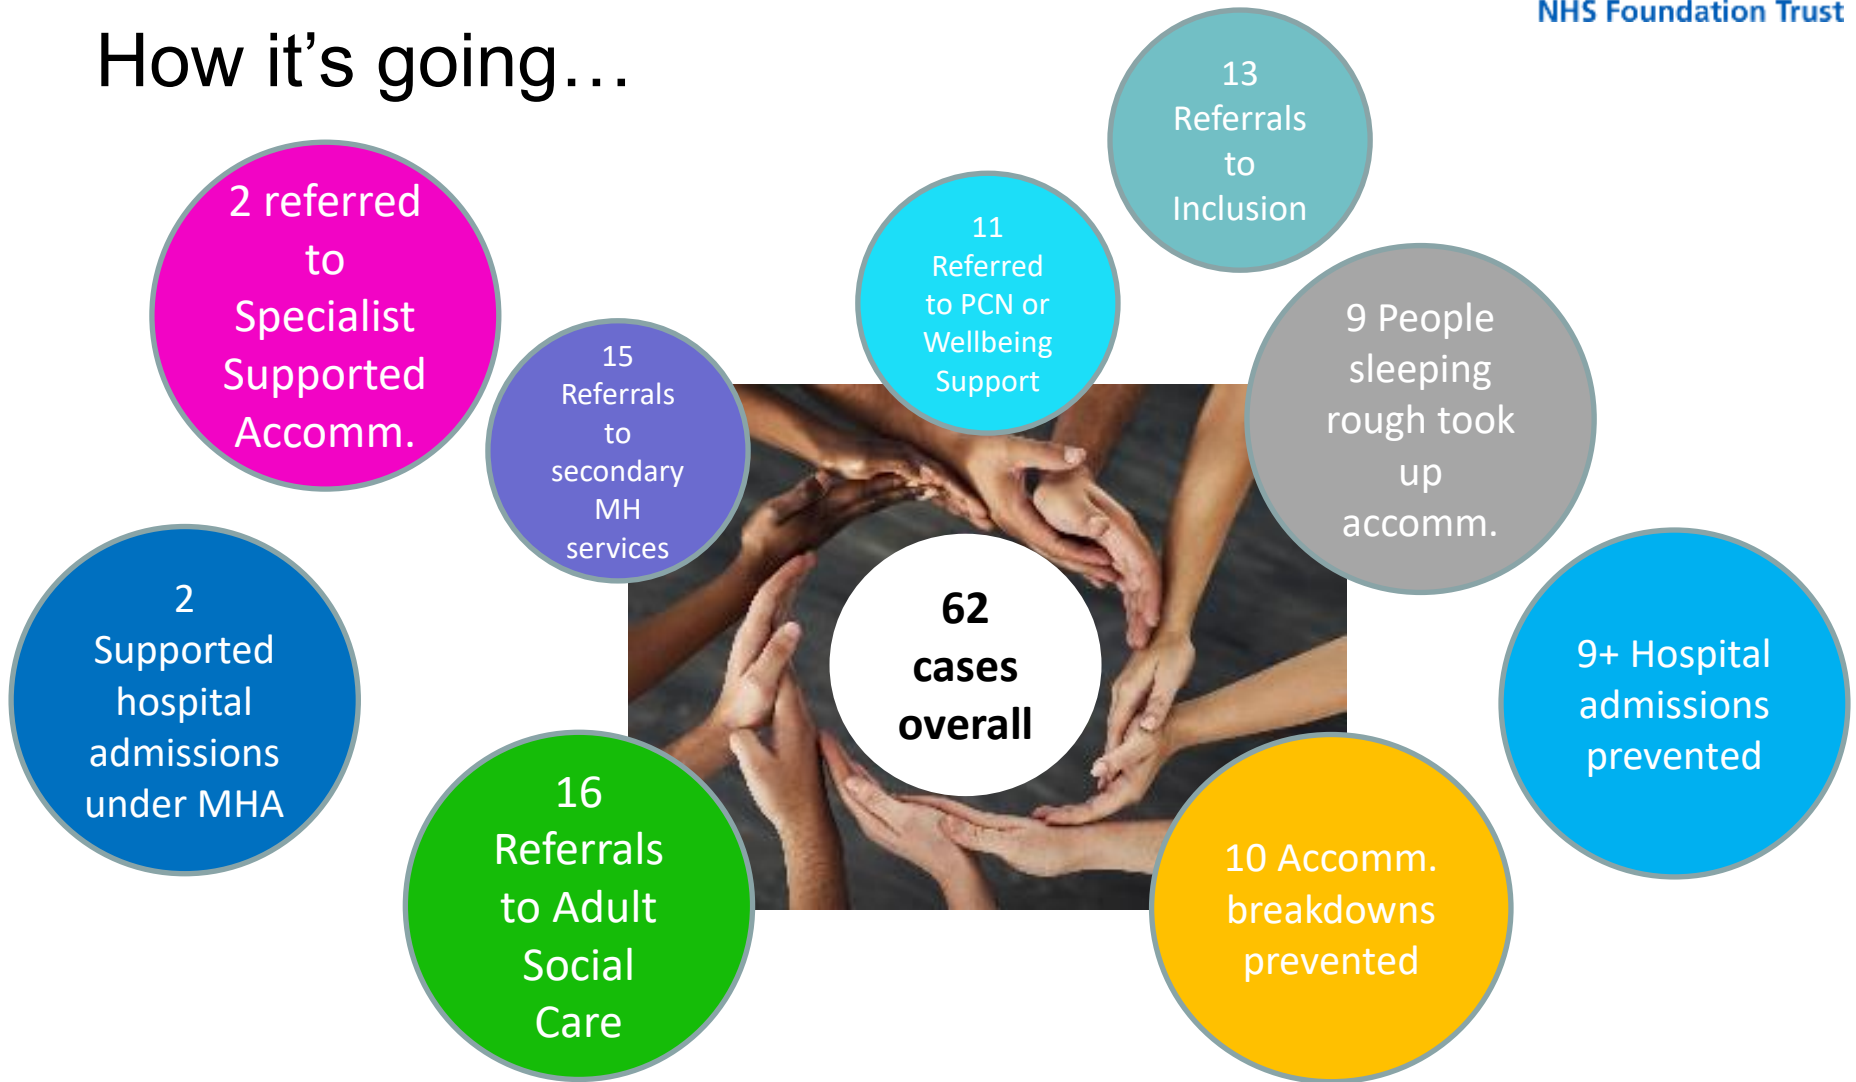 NHS Foundation Trust
How it's going…
13
Referrals
to
Inclusion
2 referred
to
Specialist
Supported
Accomm.
11
Referred
to PCN or
Wellbeing
Support
9 People
sleeping
rough took
up
accomm.
15
Referrals
to
secondary
MH
services
2
Supported
hospital
admissions
under MHA
62
cases
overall
9+ Hospital
admissions
prevented
16
Referrals
to Adult
Social
Care
10 Accomm.
breakdowns
prevented